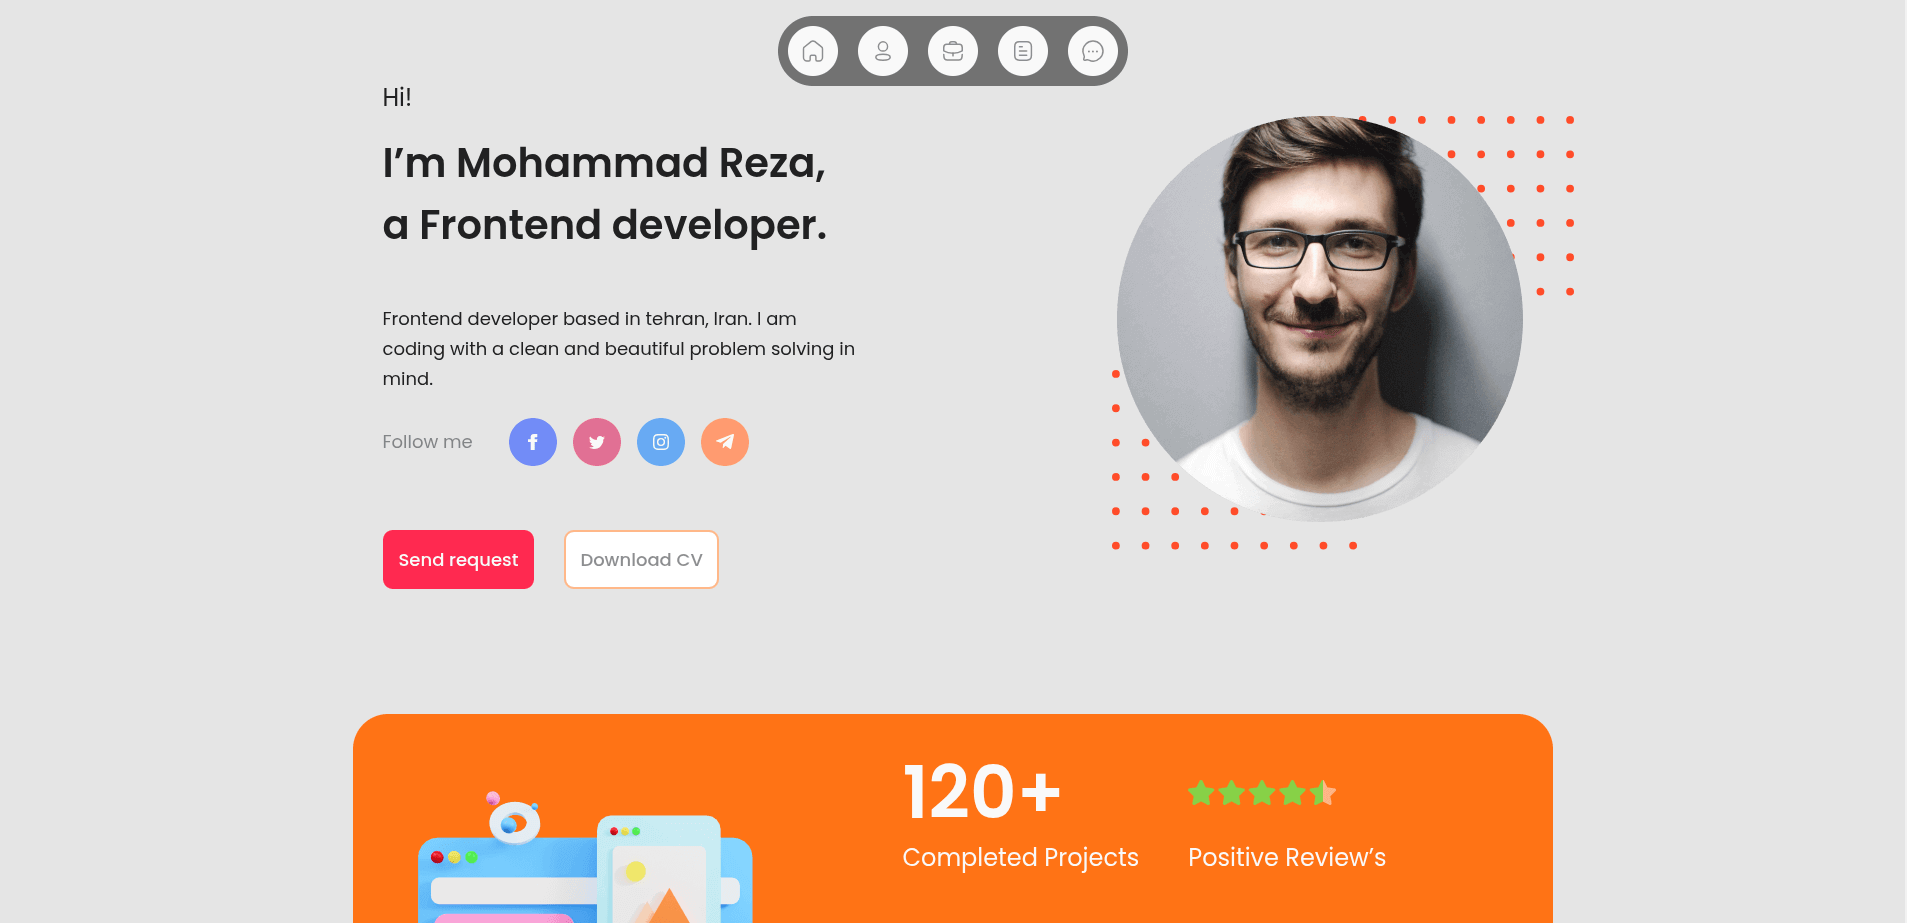 Hi!
I’m Mohammad Reza,
a Frontend developer.
Frontend developer based in tehran, Iran. I am
coding with a clean and beautiful problem solving in
mind.
Follow me
Send request
Download CV
120+
Completed Projects
Positive Review’s